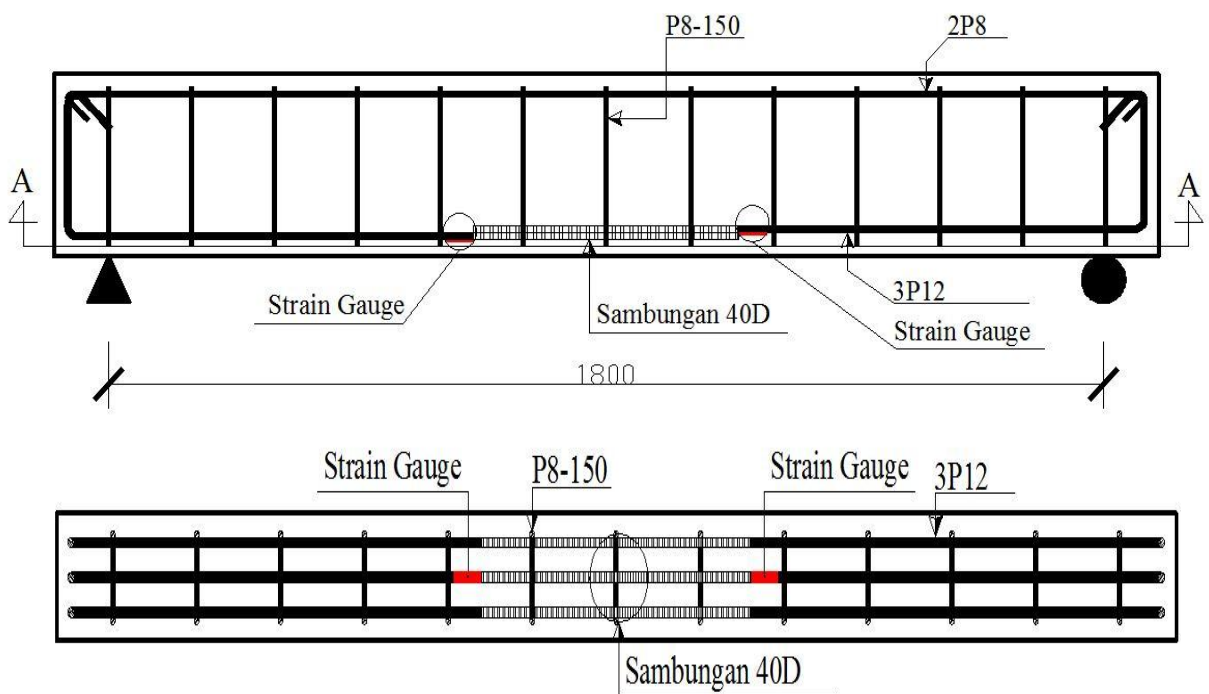 P8-150
2P8
A
A
Strain Gauge
3P12
Sambungan 40D
Strain Gauge
1800
Strain Gauge
P8-150
Strain Gauge
3P12
Sambungan 40D